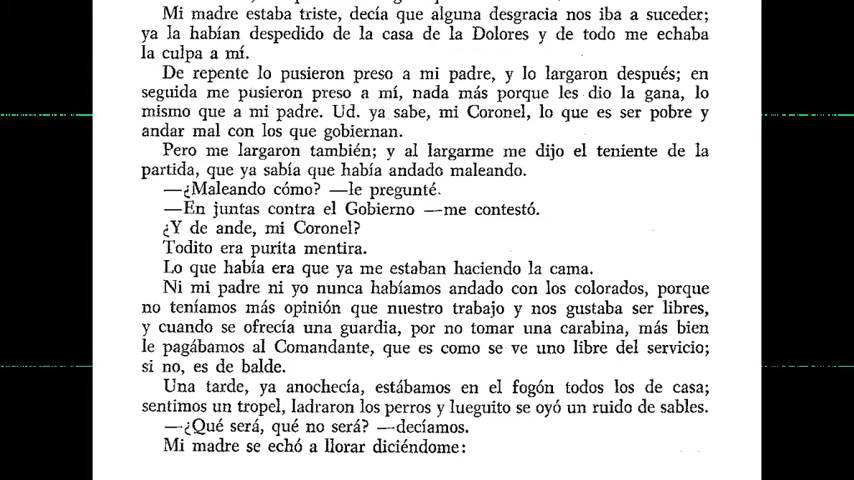 Mi madre estaba triste, decía que alguna desgracia nos iba a suceder;
ya la habían despedido de la casa de la Dolores y de todo me echaba
la culpa a mí.
De repente lo pusieron preso a mi padre, y lo largaron después; en
seguida me pusieron preso a mí, nada más porque les dio la gana, lo
mismo que a mi padre. Ud. ya sabe, mi Coronel, lo que es ser pobre y
andar mal con los que gobiernan.
Pero me largaron también; y al largarme me dijo el teniente de la
partida, que ya sabía que había andado maleando.
—¿Maleando cómo? —le pregunté.
—En juntas contra el Gobierno —me contestó.
¿Y de ande, mi Coronel?
Todito era purita mentira.
Lo que había era que ya me estaban haciendo la cama.
Ni mi padre ni yo nunca habíamos andado con los colorados, porque
no teníamos más opinión que nuestro trabajo y nos gustaba ser libres,
y cuando se ofrecía una guardia, por no tomar una carabina, más bien
le pagábamos al Comandante, que es como se ve uno libre del servicio;
si no, es de balde.
Una tarde, ya anochecía, estábamos en el fogón todos los de casa;
sentimos un tropel, ladraron los perros y lueguito se oyó un ruido de sables.
—¿Qué será, qué no será? —decíamos.
Mi madre se echó a llorar diciéndome: